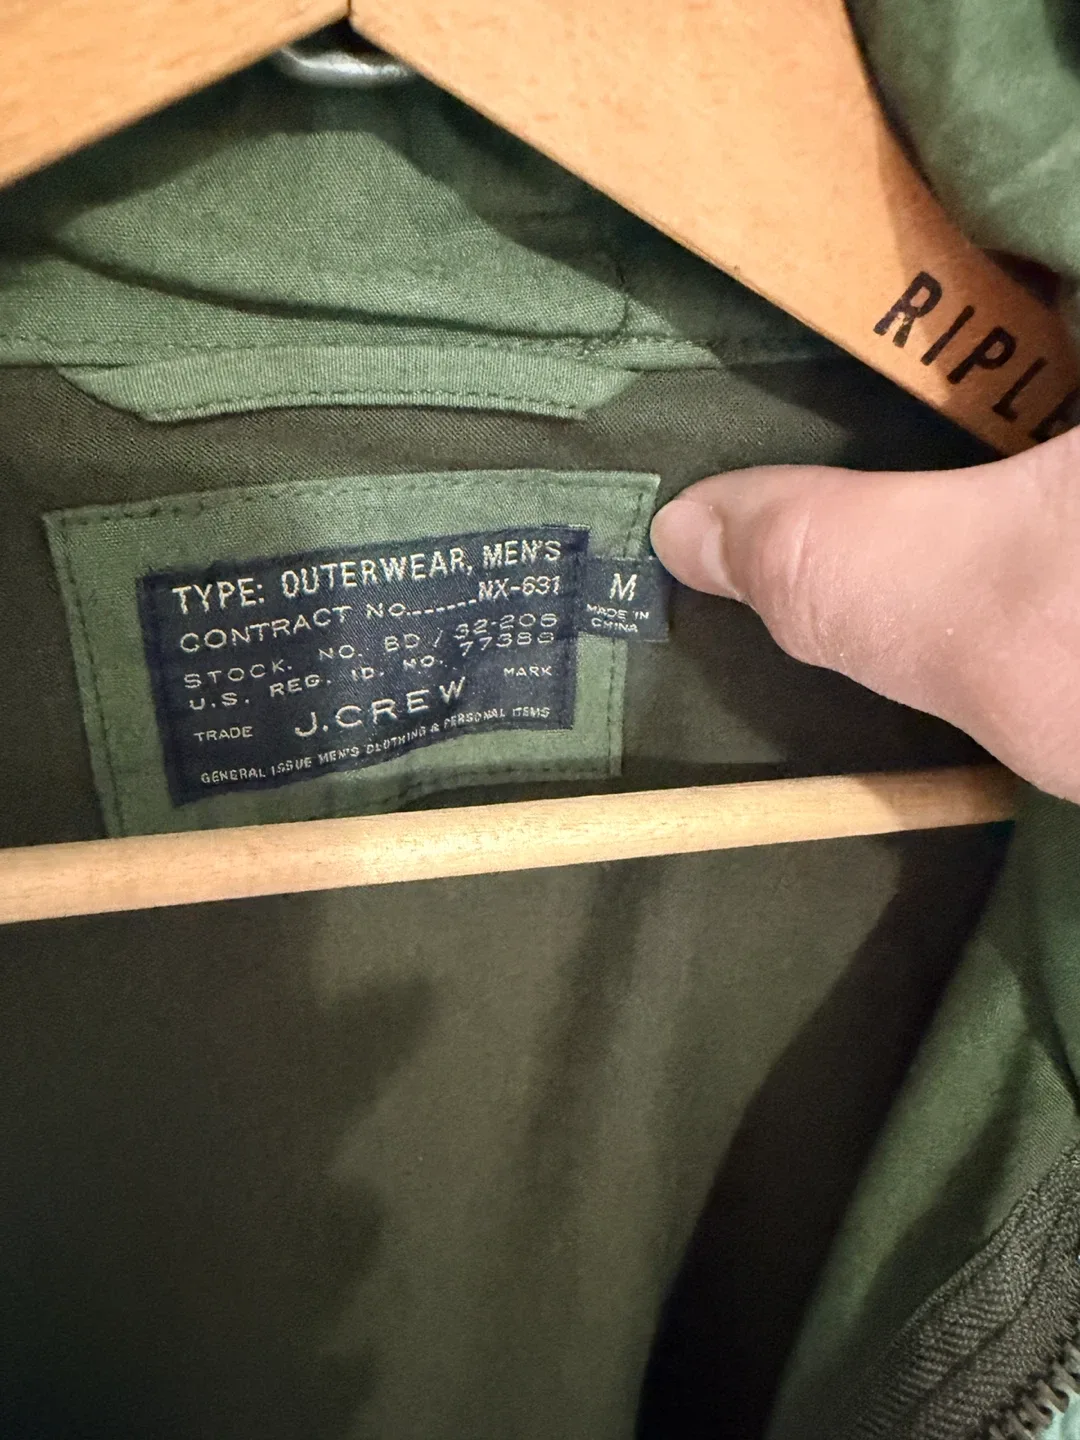 RIPLE
TYPE: OUTERWEAR, MEN'S
CONTRACT NO.......NX-631
STOCK. NO. BD / 32-206
U.S. REG. ID. NO. 77388
TRADE J.CREW MARK
GENERAL ISSUE MEN'S CLOTHING & PERSONAL ITEMS
M
MADE IN
CHINA